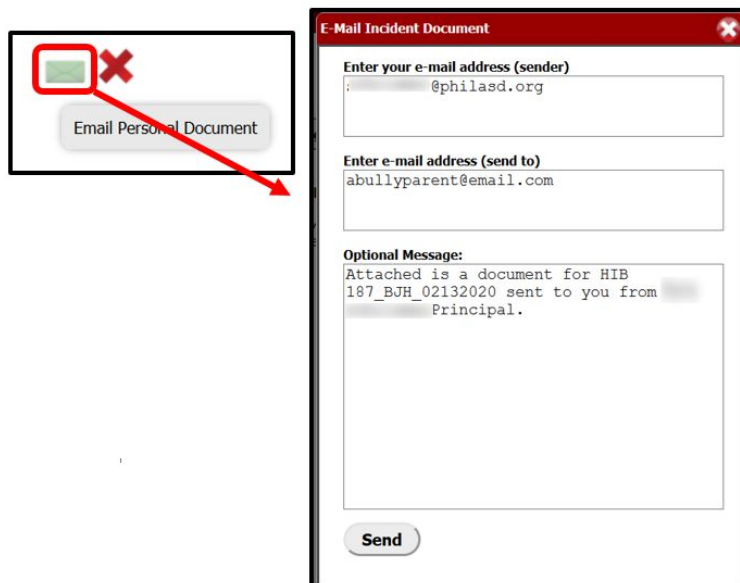 Email Personal Document
E-Mail Incident Document
Enter your e-mail address (sender)
@philasd.org
Enter e-mail address (send to)
abullyparent@email.com
Optional Message:
Attached is a document for HIB
187_BJH_02132020 sent to you from
Principal.
Send